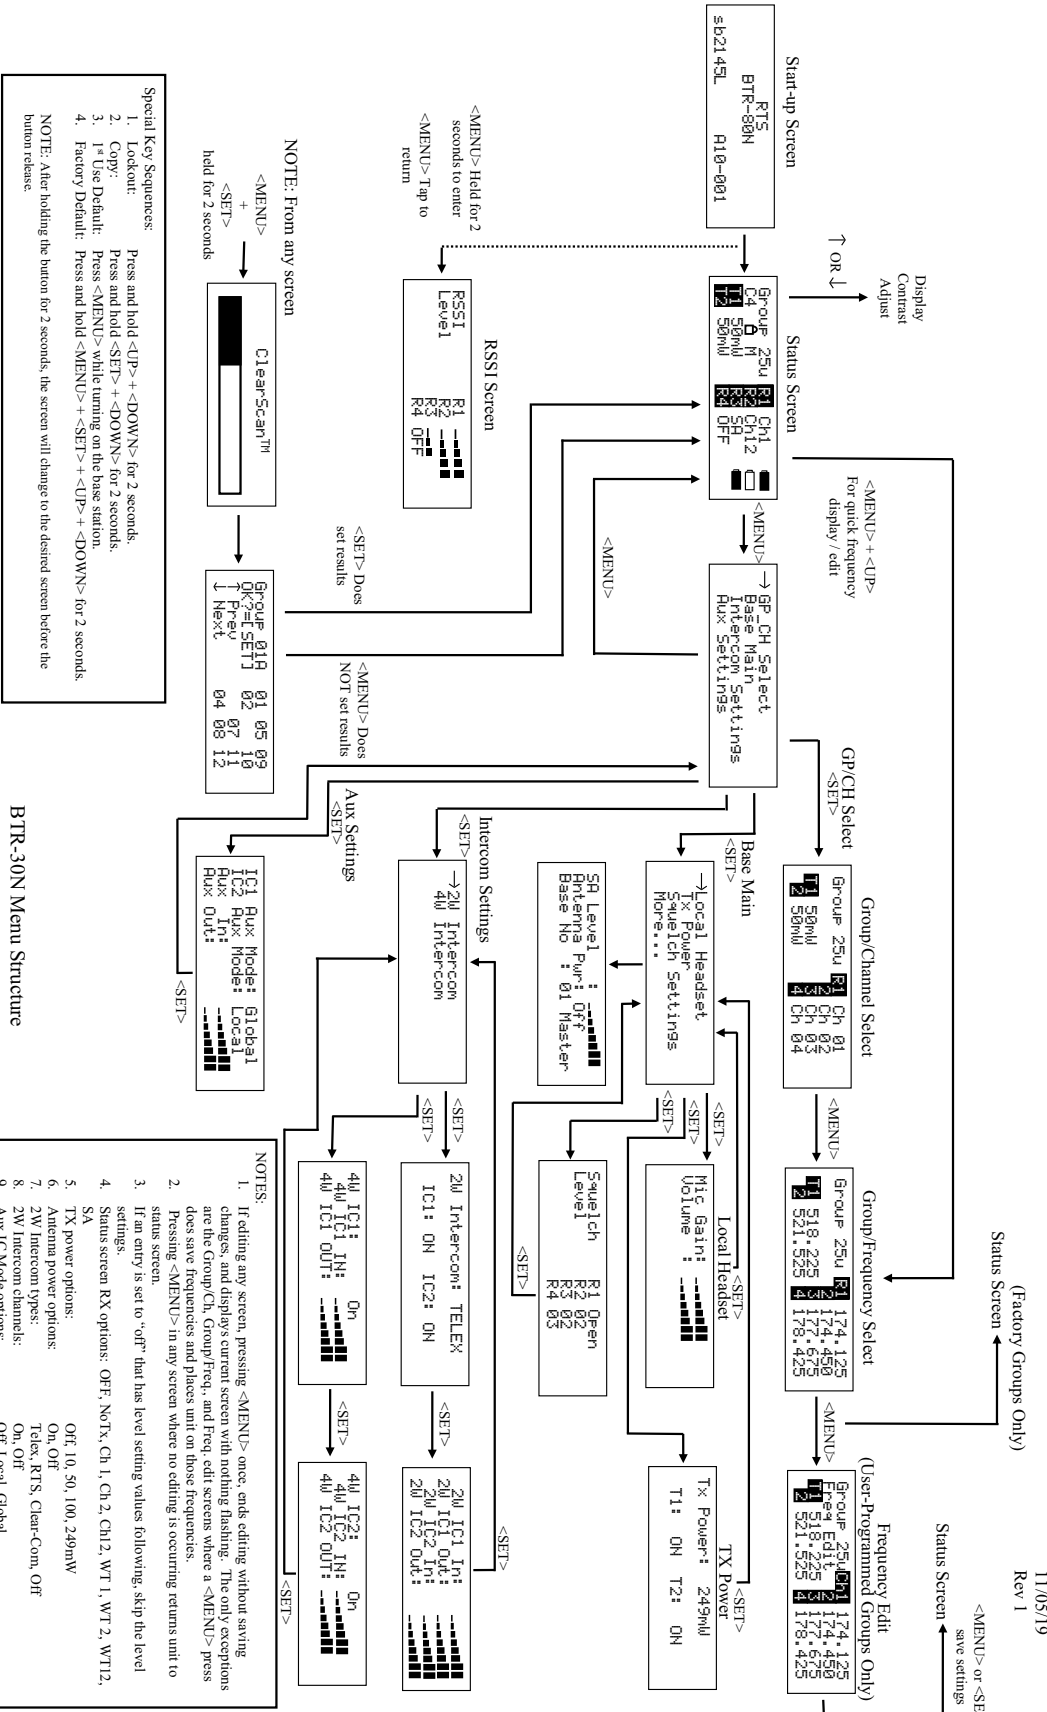 11/05/19
Rev 1
(Factory Groups Only)
Status Screen
Status Screen
<MENU> or <SE
save settings
Display
Contrast
Adjust
↑ OR ↓
<MENU> + <UP>
For quick frequency
display / edit
Start-up Screen
RTS
BTR-80N
sb2145L A10-001
Status Screen
Group 25u R1 Ch1
C4 M R2 Ch12
T1 50mW R3 SA
T2 50mW R4 OFF
<MENU>
→GP_CH Select
Base Main
Intercom Settings
Aux Settings
<MENU>
GP/CH Select
<SET>
Group/Channel Select
Group 25u R1 Ch 01
2 Ch 02
T1 50mW 3 Ch 03
T2 50mW 4 Ch 04
<MENU>
Group/Frequency Select
Group 25u R1 174.125
2 174.450
T1 518.225 3 177.675
T2 521.525 4 178.425
<MENU>
Frequency Edit
(User-Programmed Groups Only)
Group 25uCh1 174.125
Freq Edit 2 174.450
T1 518.225 3 177.675
T2 521.525 4 178.425
<MENU> Held for 2
seconds to enter
<MENU> Tap to
return
RSSI Screen
RSSI R1
Level R2
R3
R4 OFF
Base Main
<SET>
→Local Headset
Tx Power
Squelch Settings
More...
<SET>
<SET>
<SET>
Local Headset
<SET>
Mic Gain:
Volume :
TX Power
<SET>
Tx Power: 249mW
T1: ON T2: ON
SA Level :
Antenna Pwr: Off
Base No : 01 Master
Squelch R1 Open
Level R2 02
R3 02
R4 03
<SET>
Intercom Settings
<SET>
→2W Intercom
4W Intercom
<SET>
<SET>
2W Intercom: TELEX
IC1: ON IC2: ON
<SET>
2W IC1 In:
2W IC1 Out:
2W IC2 In:
2W IC2 Out:
<SET>
4W IC1: On
4W IC1 IN:
4W IC1 OUT:
<SET>
4W IC2: On
4W IC2 IN:
4W IC2 OUT:
<SET>
NOTE: From any screen
<MENU>
+
<SET>
held for 2 seconds
ClearScan™
Group 01A 01 05 09
OK?=[SET] 02 10
↑ Prev 07 11
↓ Next 04 08 12
<SET> Does
set results
<MENU> Does
NOT set results
Aux Settings
<SET>
IC1 Aux Mode: Global
IC2 Aux Mode: Local
Aux In:
Aux Out:
<SET>
Special Key Sequences:
1. Lockout: Press and hold <UP> + <DOWN> for 2 seconds.
2. Copy: Press and hold <SET> + <DOWN> for 2 seconds.
3. 1st Use Default: Press <MENU> while turning on the base station.
4. Factory Default: Press and hold <MENU> + <SET> + <UP> + <DOWN> for 2 seconds.
NOTE: After holding the button for 2 seconds, the screen will change to the desired screen before the
button release.
BTR-30N Menu Structure
NOTES:
1. If editing any screen, pressing <MENU> once, ends editing without saving
changes, and displays current screen with nothing flashing. The only exceptions
are the Group/Ch, Group/Freq., and Freq. edit screens where a <MENU> press
does save frequencies and places unit on those frequencies.
2. Pressing <MENU> in any screen where no editing is occurring returns unit to
status screen.
3. If an entry is set to “off” that has level setting values following, skip the level
settings.
4. Status screen RX options: OFF, NoTx, Ch 1, Ch 2, Ch12, WT 1, WT 2, WT12,
SA
5. TX power options: Off, 10, 50, 100, 249mW
6. Antenna power options: On, Off
7. 2W Intercom types: Telex, RTS, Clear-Com, Off
8. 2W Intercom channels: On, Off
9. Aux IC Mode options: Off, Local, Global